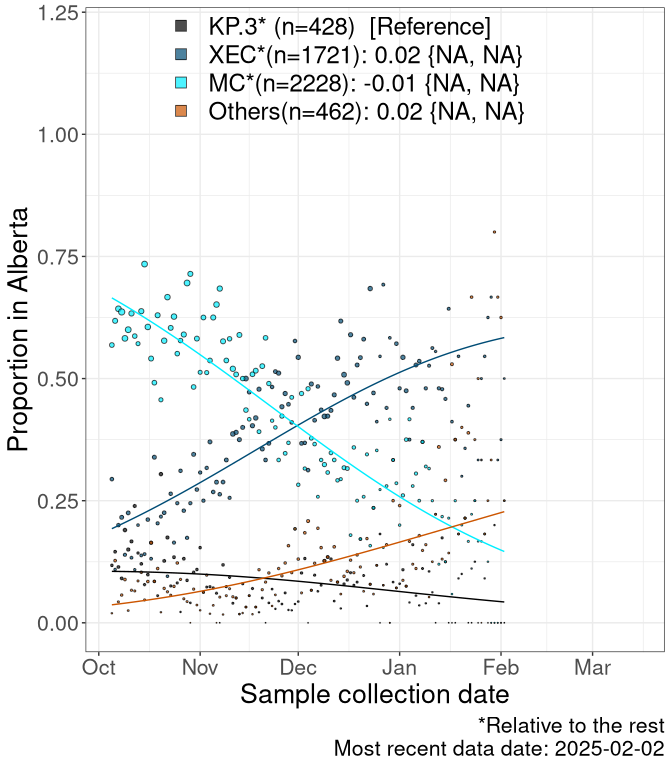 KP.3* (n=428)  [Reference]
XEC*(n=1721): 0.02 {NA, NA}
MC*(n=2228): -0.01 {NA, NA}
Others(n=462): 0.02 {NA, NA}
1.25
1.00
0.75
0.50
0.25
0.00
Proportion in Alberta
Oct Nov Dec Jan Feb Mar
Sample collection date
*Relative to the rest
Most recent data date: 2025-02-02